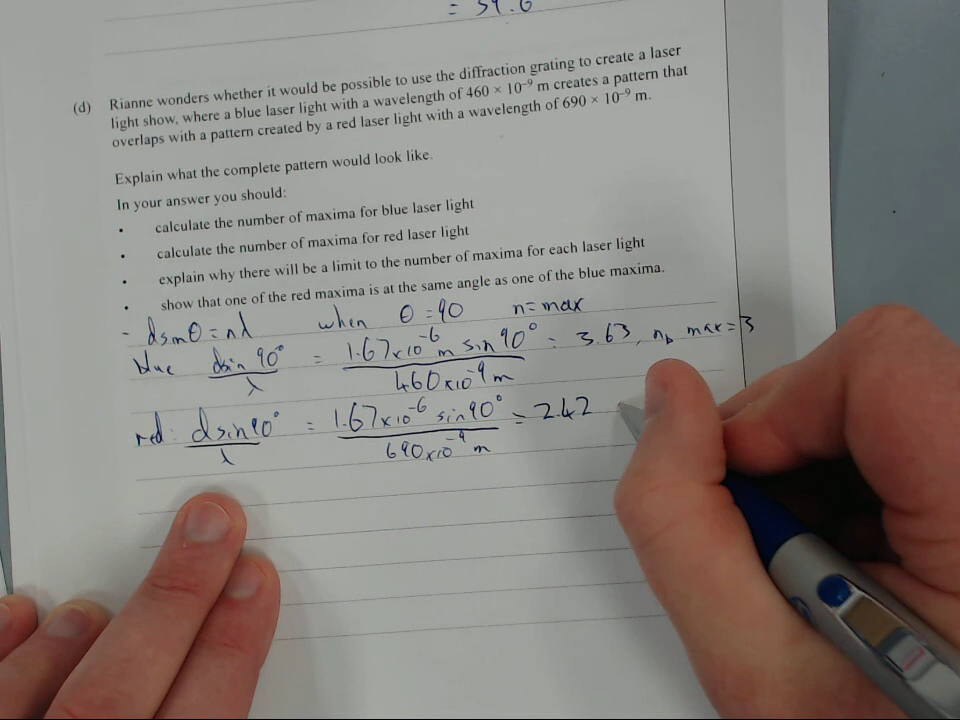 = 59.6
(d) Rianne wonders whether it would be possible to use the diffraction grating to create a laser
light show, where a blue laser light with a wavelength of 460 × 10⁻⁹ m creates a pattern that
overlaps with a pattern created by a red laser light with a wavelength of 690 × 10⁻⁹ m.
Explain what the complete pattern would look like.
In your answer you should:
• calculate the number of maxima for blue laser light
• calculate the number of maxima for red laser light
• explain why there will be a limit to the number of maxima for each laser light
• show that one of the red maxima is at the same angle as one of the blue maxima.
- dsinθ = nλ when θ = 90 n = max
blue dsin 90° / λ = 1.67×10⁻⁶ m sin 90° / 460×10⁻⁹ m = 3.63, n_b max = 3
red: dsin90° / λ = 1.67×10⁻⁶ sin90° / 690×10⁻⁹ m = 2.42